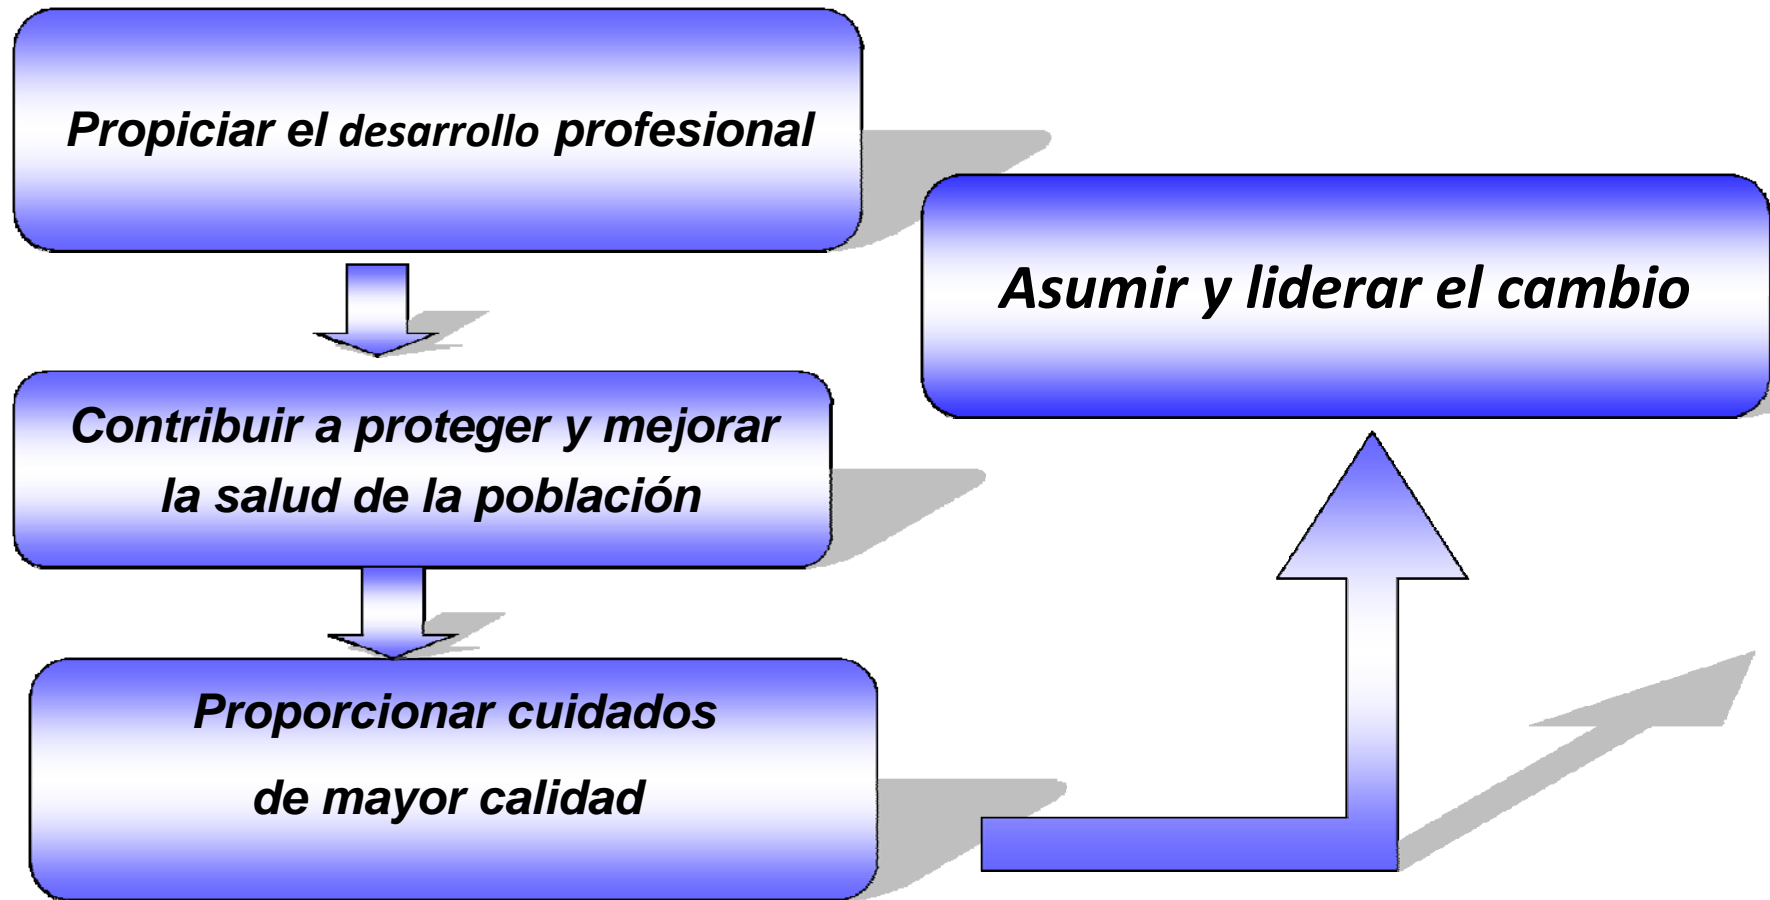 Propiciar el desarrollo profesional
Contribuir a proteger y mejorar
la salud de la población
Proporcionar cuidados
de mayor calidad
Asumir y liderar el cambio